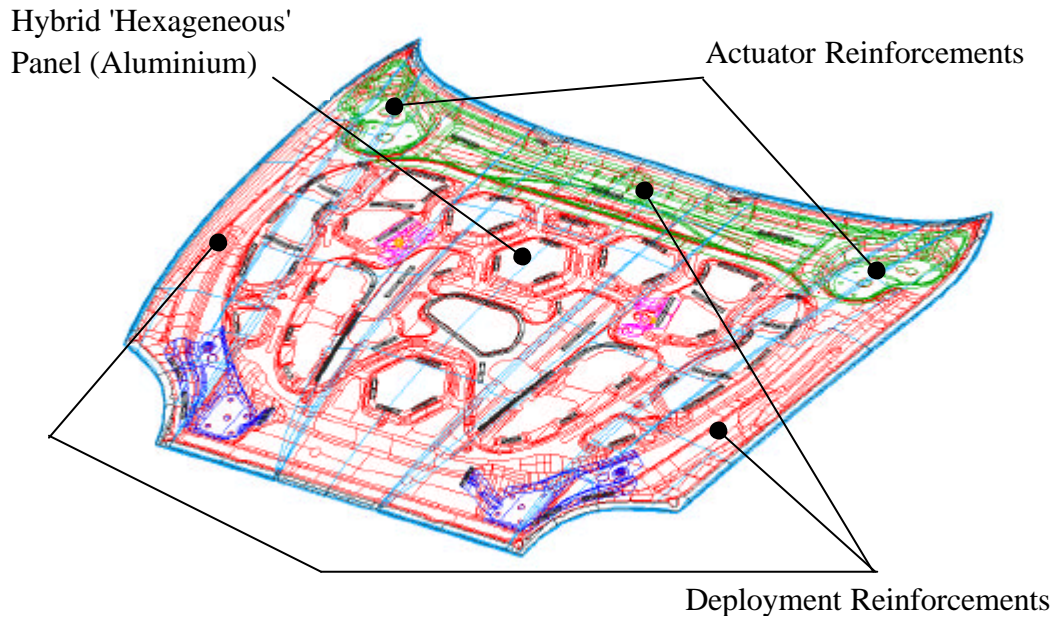 Hybrid 'Hexageneous'
Panel (Aluminium)
Actuator Reinforcements
Deployment Reinforcements